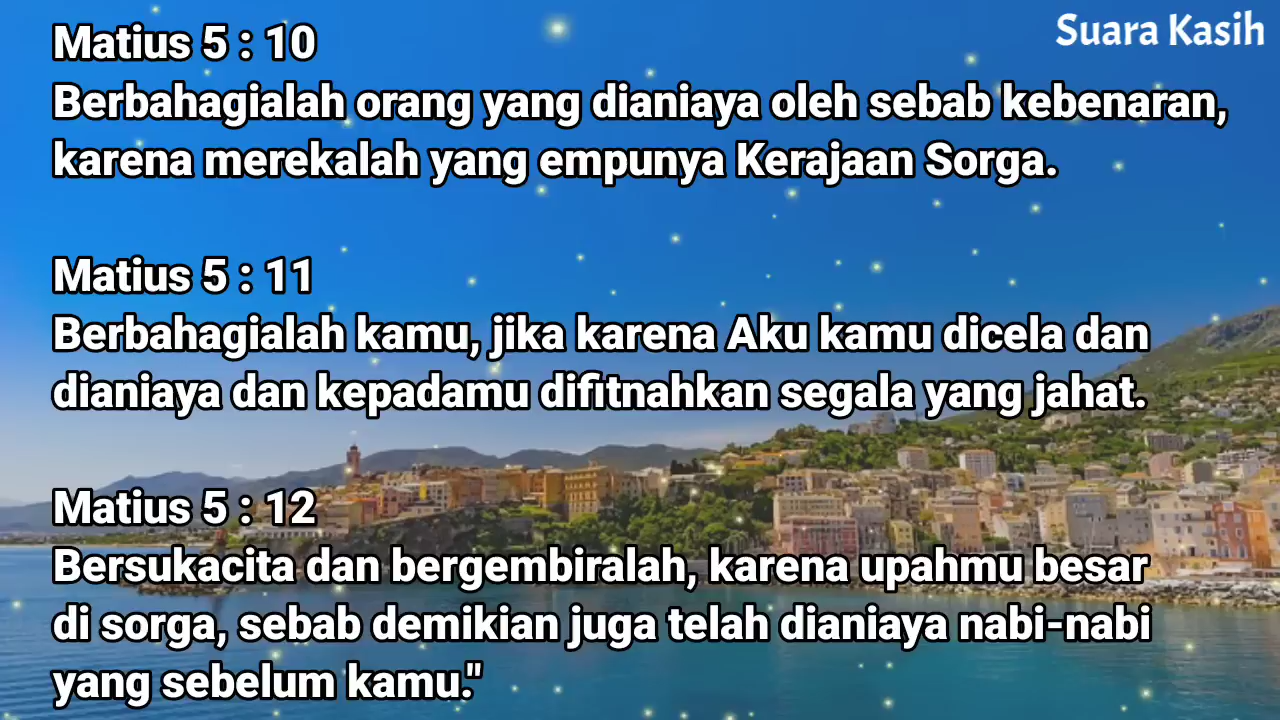 Suara Kasih
Matius 5 : 10
Berbahagialah orang yang dianiaya oleh sebab kebenaran,
karena merekalah yang empunya Kerajaan Sorga.
Matius 5 : 11
Berbahagialah kamu, jika karena Aku kamu dicela dan
dianiaya dan kepadamu difitnahkan segala yang jahat.
Matius 5 : 12
Bersukacita dan bergembiralah, karena upahmu besar
di sorga, sebab demikian juga telah dianiaya nabi-nabi
yang sebelum kamu."